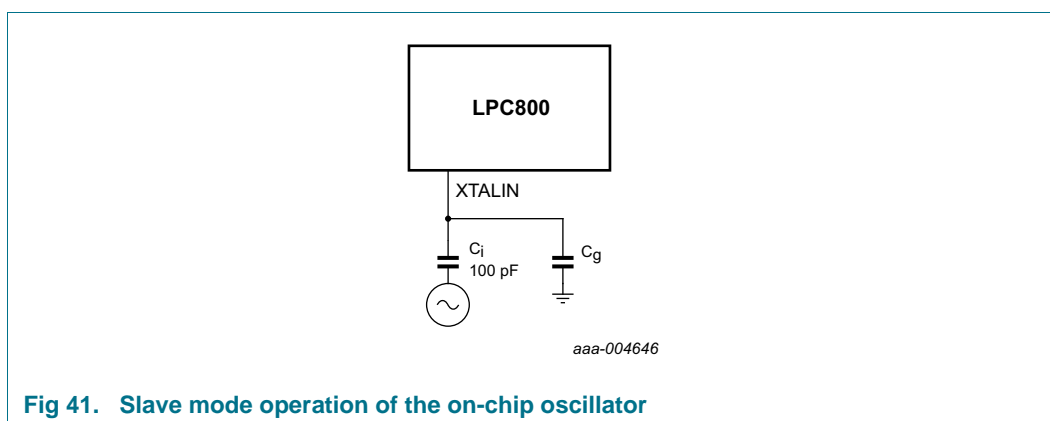 LPC800
XTALIN
Ci
100 pF
Cg
aaa-004646
Fig 41. Slave mode operation of the on-chip oscillator